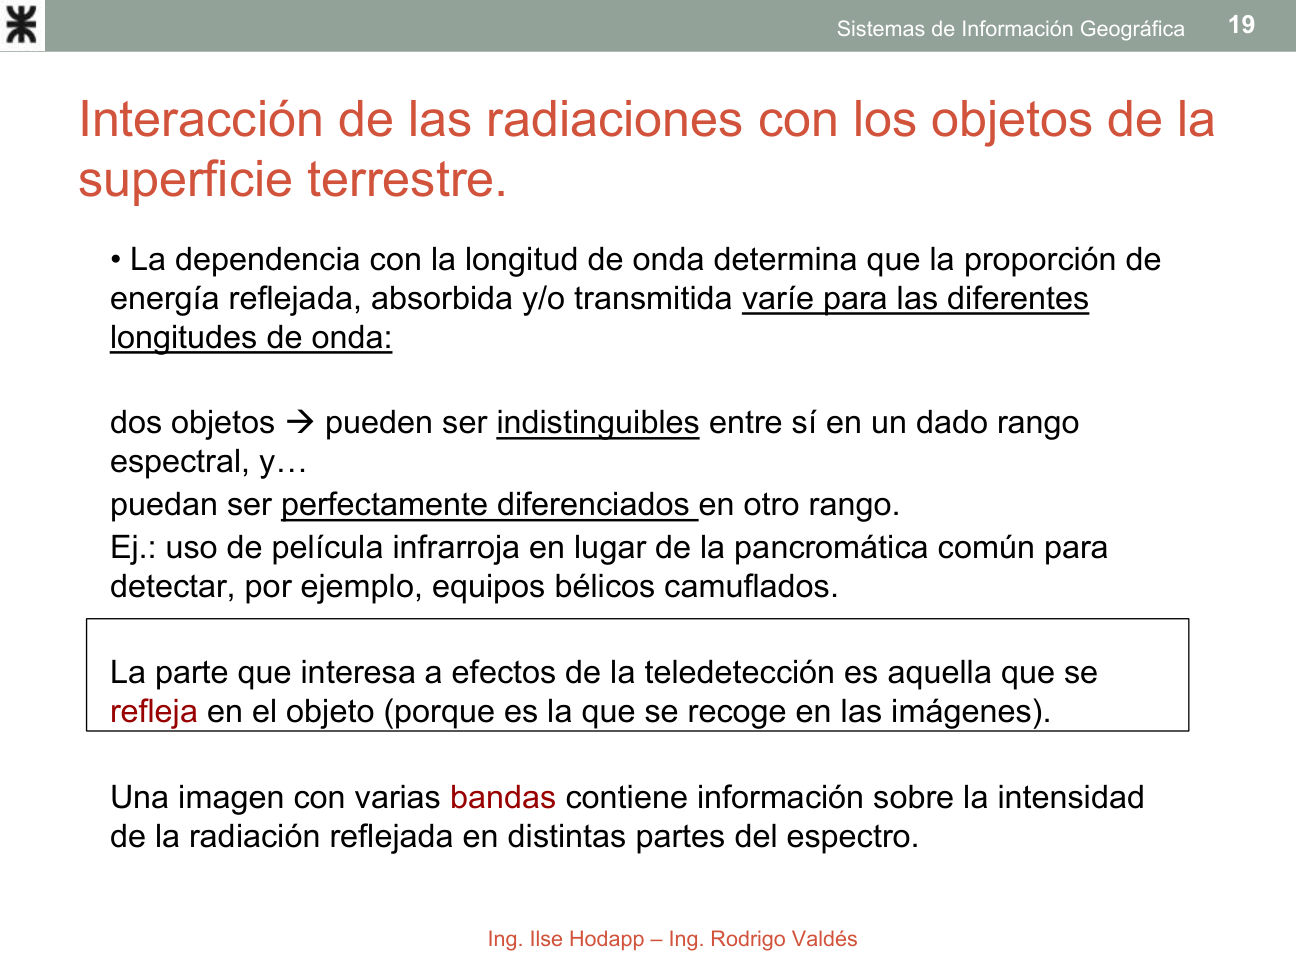 Sistemas de Información Geográfica 19
Interacción de las radiaciones con los objetos de la
superficie terrestre.
• La dependencia con la longitud de onda determina que la proporción de
energía reflejada, absorbida y/o transmitida varíe para las diferentes
longitudes de onda:
dos objetos → pueden ser indistinguibles entre sí en un dado rango
espectral, y…
puedan ser perfectamente diferenciados en otro rango.
Ej.: uso de película infrarroja en lugar de la pancromática común para
detectar, por ejemplo, equipos bélicos camuflados.
La parte que interesa a efectos de la teledetección es aquella que se
refleja en el objeto (porque es la que se recoge en las imágenes).
Una imagen con varias bandas contiene información sobre la intensidad
de la radiación reflejada en distintas partes del espectro.
Ing. Ilse Hodapp – Ing. Rodrigo Valdés